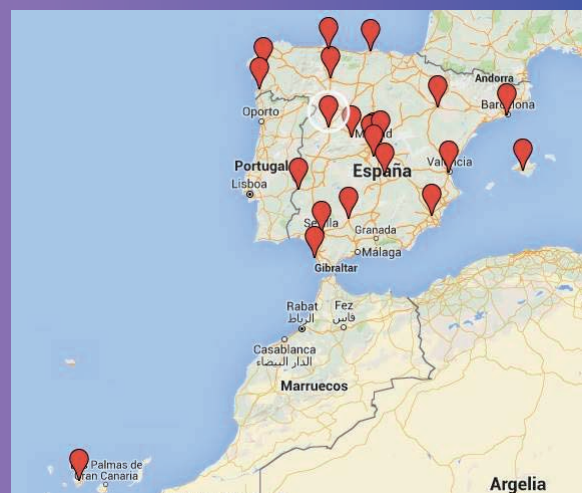 Andorra
Oporto
Barcelona
Madrid
Portugal
España
Valencia
Lisboa
Sevilla
Granada
Málaga
Gibraltar
Rabat
الرباط
Fez
فاس
Casablanca
الدار البيضاء
Marruecos
Las Palmas de
Gran Canaria
Argelia